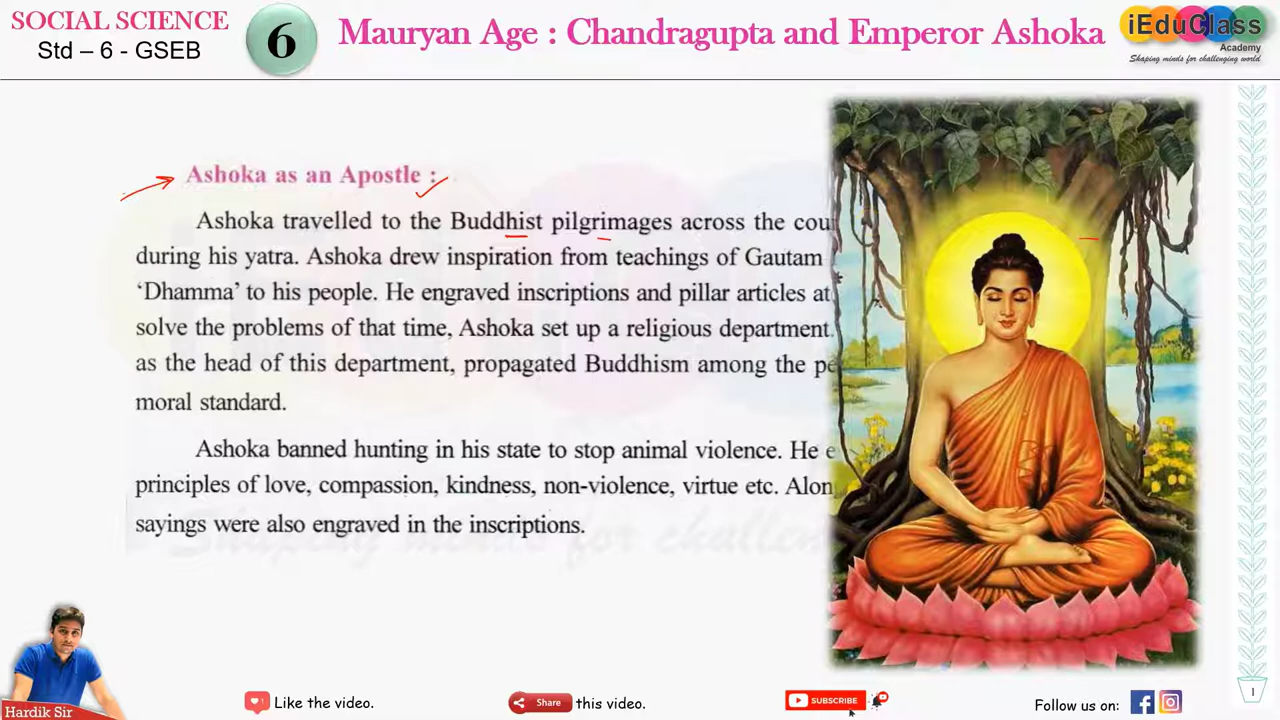 SOCIAL SCIENCE
Std – 6 - GSEB
6
Mauryan Age : Chandragupta and Emperor Ashoka
iEduClass
Academy
Shaping minds for challenging world
Ashoka as an Apostle :
Ashoka travelled to the Buddhist pilgrimages across the
during his yatra. Ashoka drew inspiration from teachings of Gautam
‘Dhamma’ to his people. He engraved inscriptions and pillar articles at
solve the problems of that time, Ashoka set up a religious department.
as the head of this department, propagated Buddhism among the
moral standard.
Ashoka banned hunting in his state to stop animal violence. He
principles of love, compassion, kindness, non-violence, virtue etc.
sayings were also engraved in the inscriptions.
Shaping minds for
Hardik Sir
Like the video.
Share this video.
SUBSCRIBE
Follow us on:
1